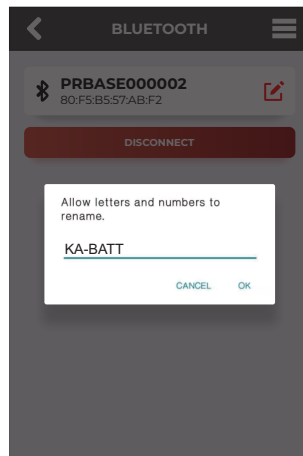 BLUETOOTH
PRBASE000002
80:F5:B5:57:AB:F2
DISCONNECT
Allow letters and numbers to
rename.
KA-BATT
CANCEL OK